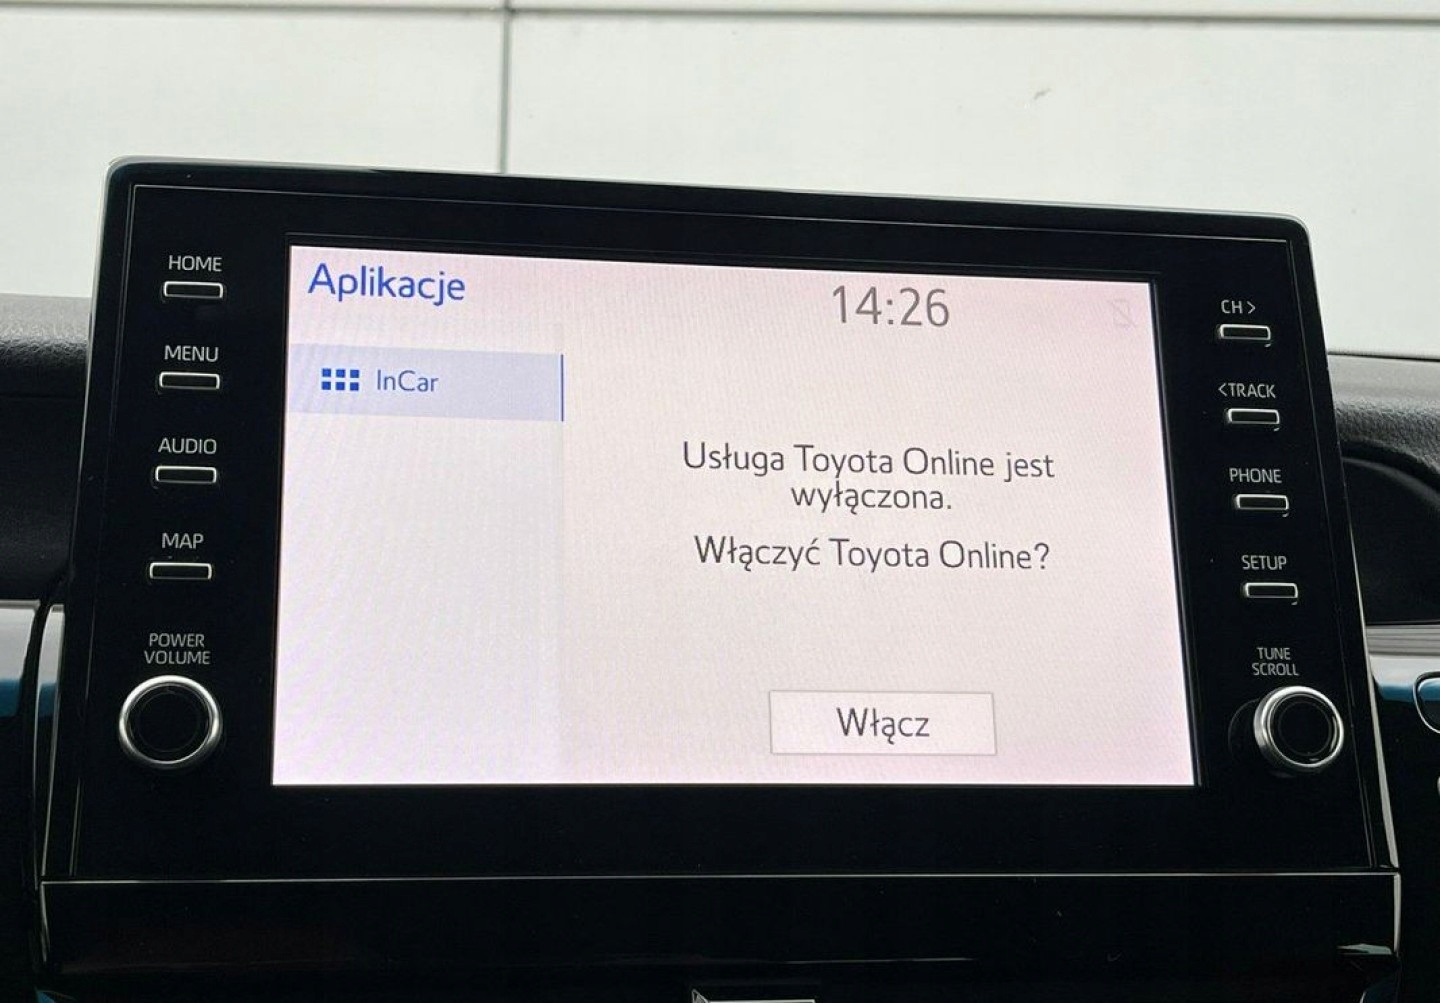 HOME
MENU
AUDIO
MAP
POWER
VOLUME
Aplikacje
14:26
InCar
Usługa Toyota Online jest
wyłączona.
Włączyć Toyota Online?
Włącz
CH >
<TRACK
PHONE
SETUP
TUNE
SCROLL